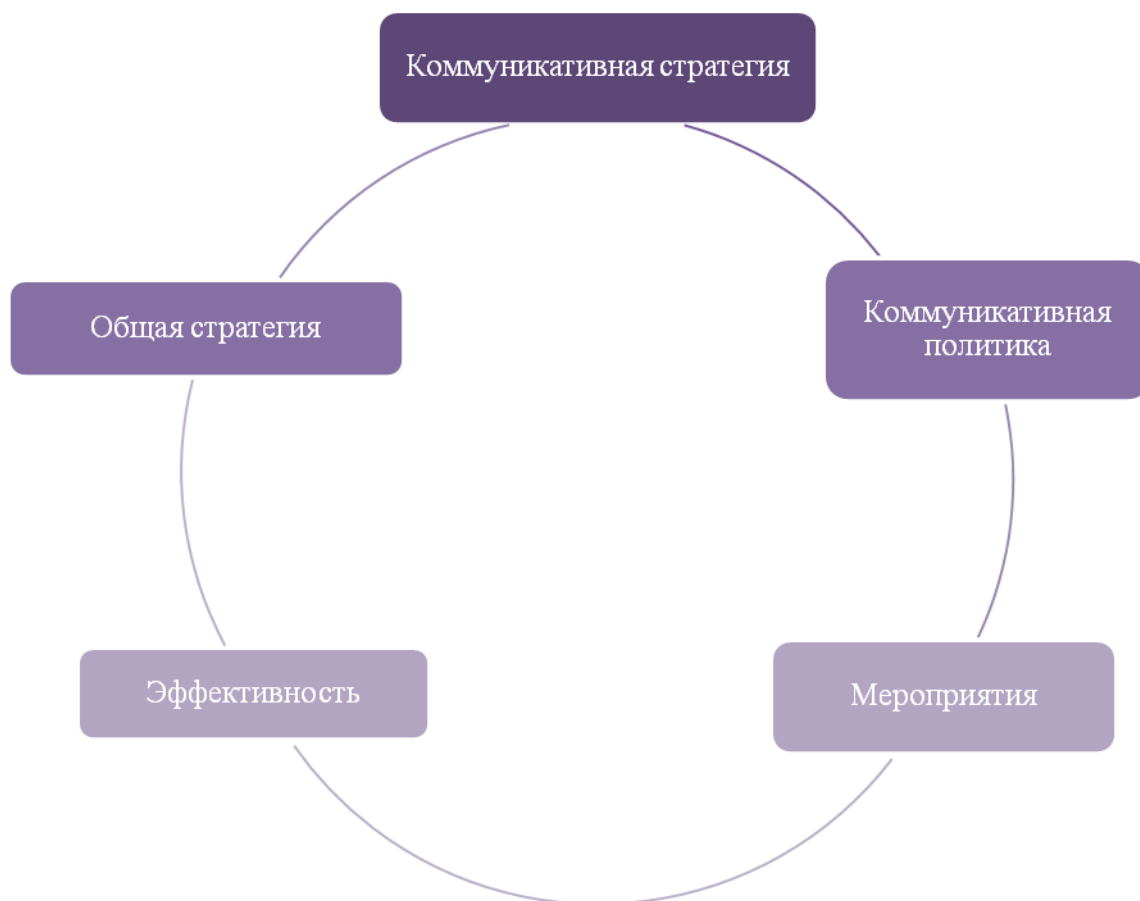 Коммуникативная стратегия
Общая стратегия
Коммуникативная
политика
Эффективность
Мероприятия